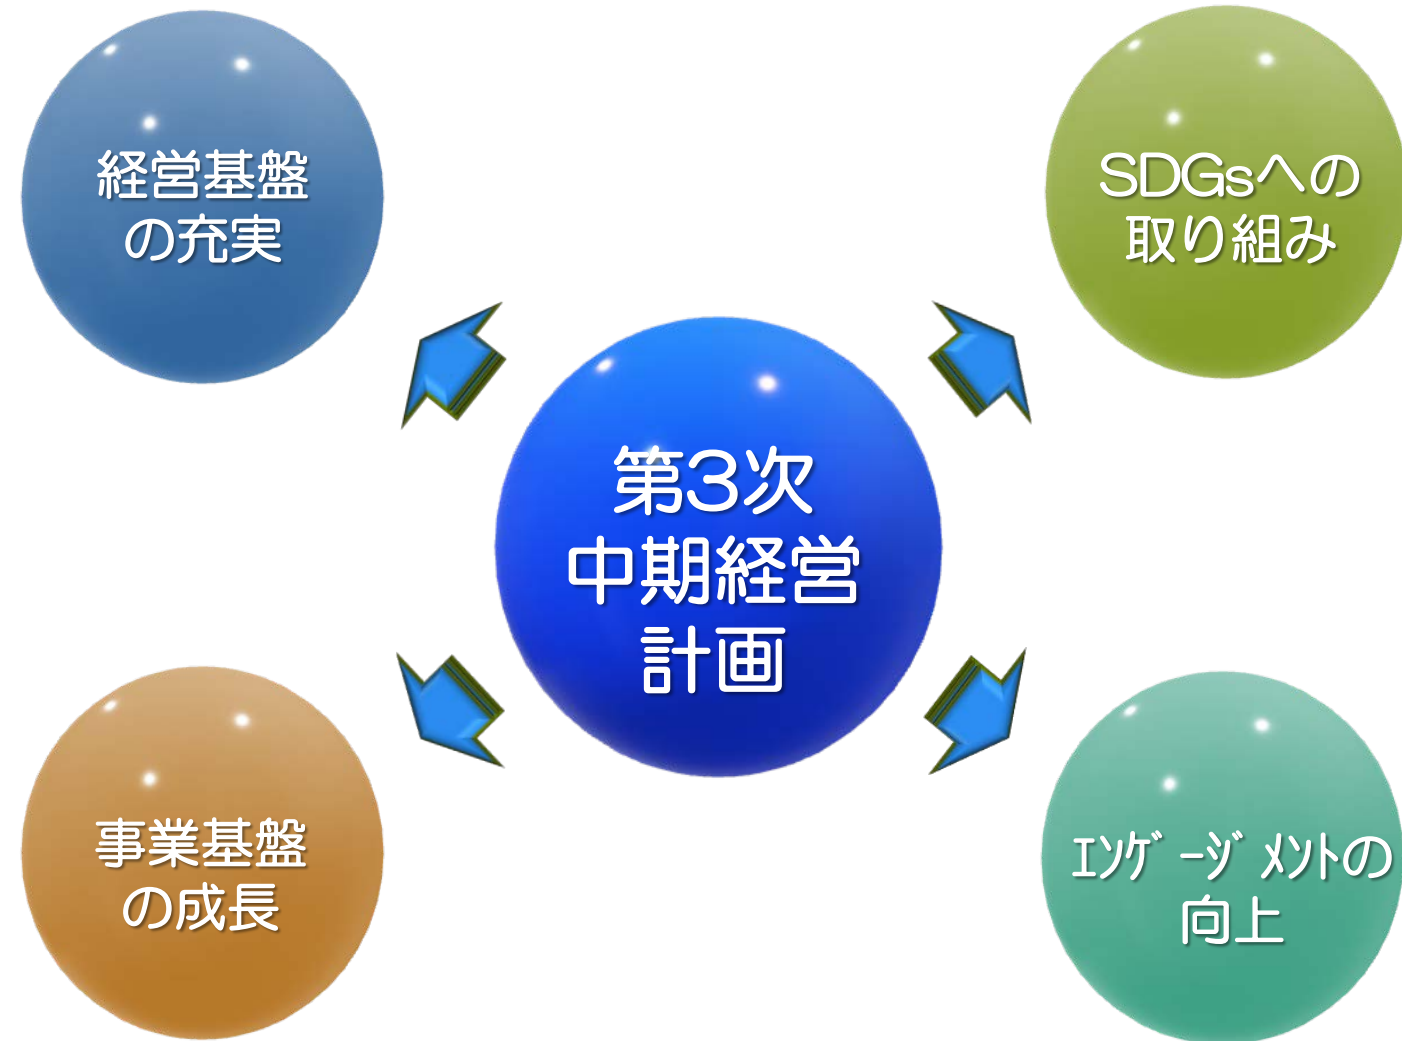 経営基盤
の充実
SDGsへの
取り組み
第3次
中期経営
計画
事業基盤
の成長
ｴﾝｹﾞｰｼﾞﾒﾝﾄの
向上